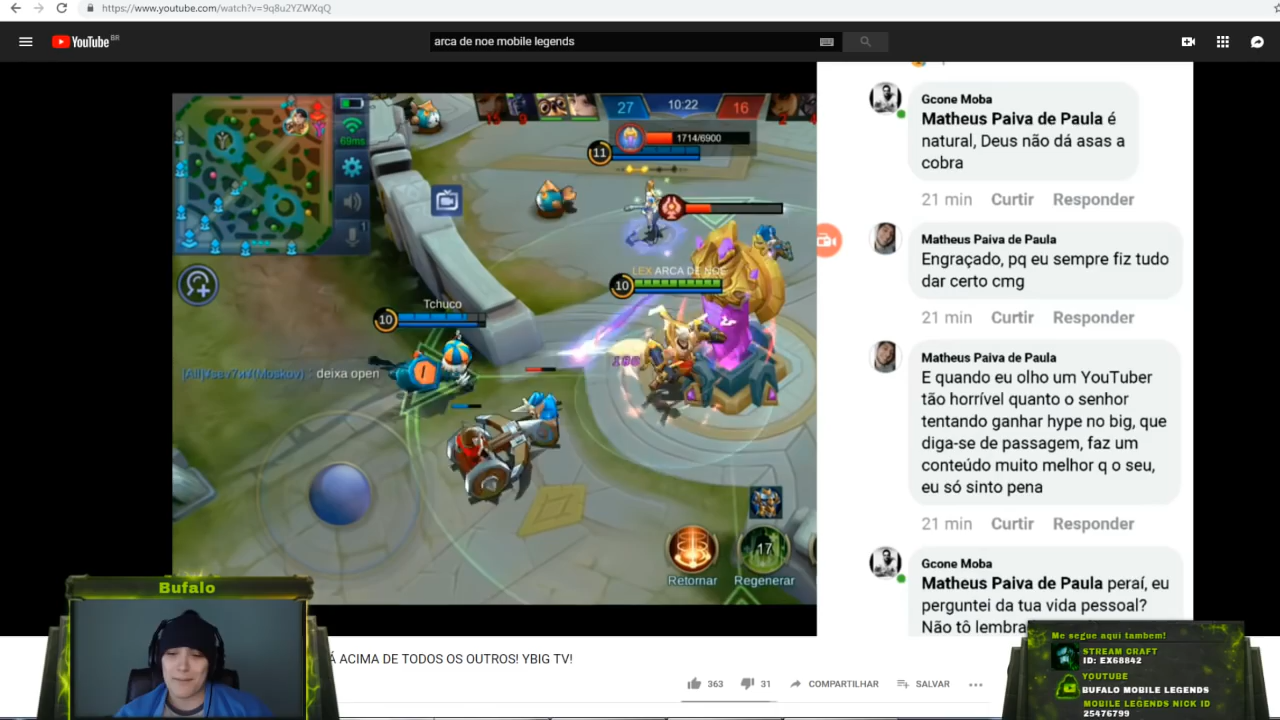 https://www.youtube.com/watch?v=9q8u2YZWXqQ
YouTube BR
arca de noe mobile legends
27 10:22 16
69ms
1714/6900
11
LEX ARCA DE NOE
10
Tchuco
10
deixa open
17
Retornar Regenerar
Gcone Moba
Matheus Paiva de Paula é
natural, Deus não dá asas a
cobra
21 min Curtir Responder
Matheus Paiva de Paula
Engraçado, pq eu sempre fiz tudo
dar certo cmg
21 min Curtir Responder
Matheus Paiva de Paula
E quando eu olho um YouTuber
tão horrível quanto o senhor
tentando ganhar hype no big, que
diga-se de passagem, faz um
conteúdo muito melhor q o seu,
eu só sinto pena
21 min Curtir Responder
Gcone Moba
Matheus Paiva de Paula peraí, eu
perguntei da tua vida pessoal?
Não tô lembra
Bufalo
Á ACIMA DE TODOS OS OUTROS! YBIG TV!
363 31 COMPARTILHAR SALVAR
Me segue aqui tambem!
STREAM CRAFT
ID: EX68842
YOUTUBE
BUFALO MOBILE LEGENDS
MOBILE LEGENDS NICK ID
25476799